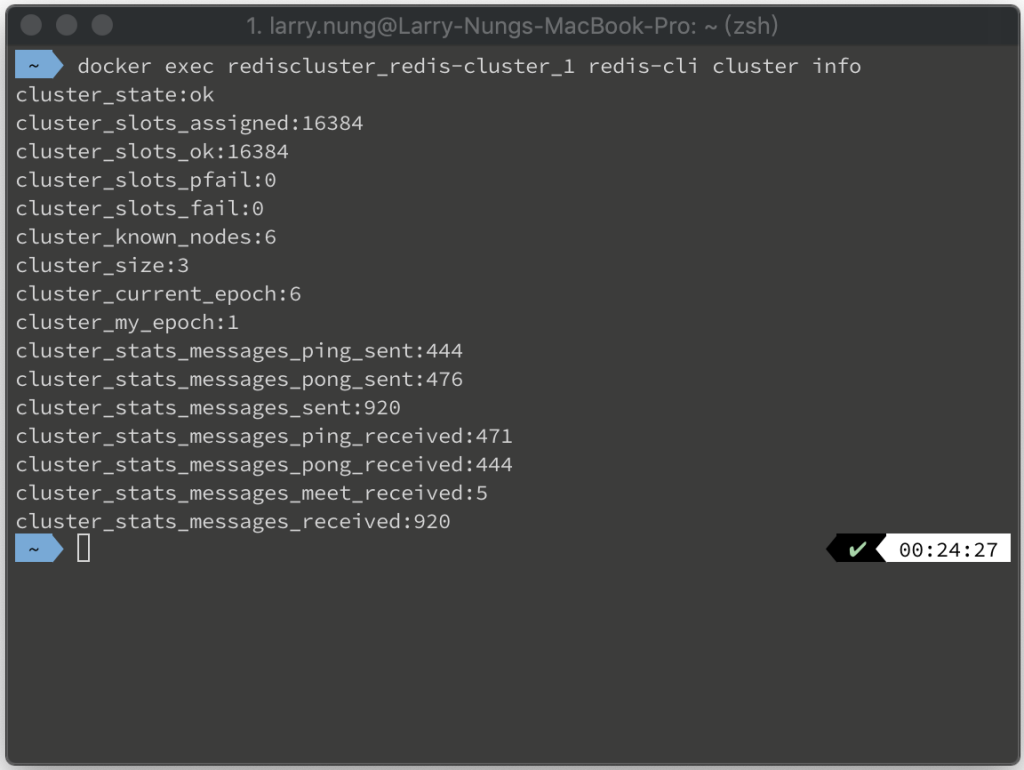 1. larry.nung@Larry-Nungs-MacBook-Pro: ~ (zsh)
~ docker exec rediscluster_redis-cluster_1 redis-cli cluster info
cluster_state:ok
cluster_slots_assigned:16384
cluster_slots_ok:16384
cluster_slots_pfail:0
cluster_slots_fail:0
cluster_known_nodes:6
cluster_size:3
cluster_current_epoch:6
cluster_my_epoch:1
cluster_stats_messages_ping_sent:444
cluster_stats_messages_pong_sent:476
cluster_stats_messages_sent:920
cluster_stats_messages_ping_received:471
cluster_stats_messages_pong_received:444
cluster_stats_messages_meet_received:5
cluster_stats_messages_received:920
~ ✔ 00:24:27